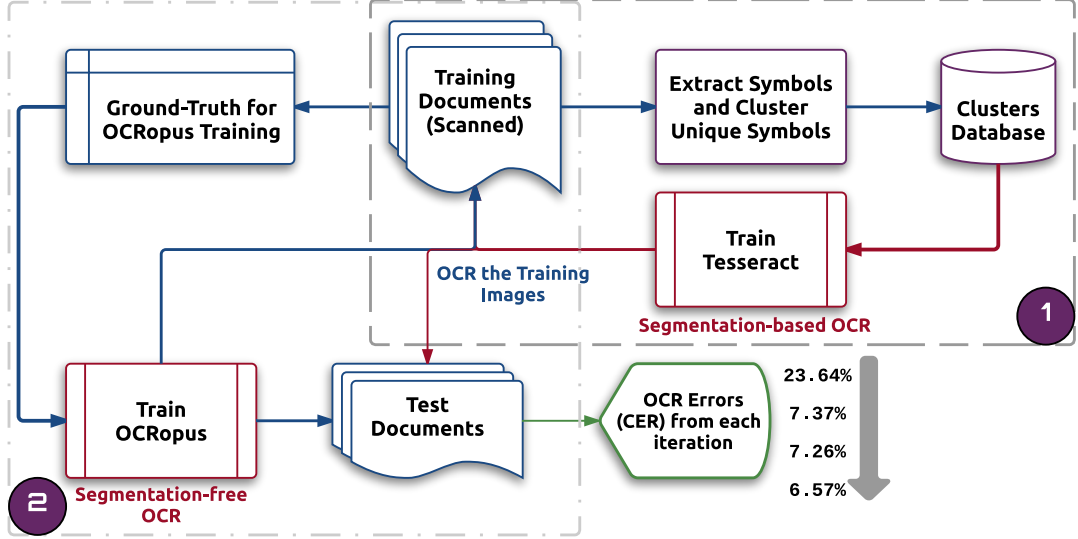 Ground-Truth for
OCRopus Training
Training
Documents
(Scanned)
Extract Symbols
and Cluster
Unique Symbols
Clusters
Database
Train
Tesseract
OCR the Training
Images
Segmentation-based OCR
1
Train
OCRopus
Test
Documents
OCR Errors
(CER) from each
iteration
23.64%
7.37%
7.26%
6.57%
Segmentation-free
OCR
2